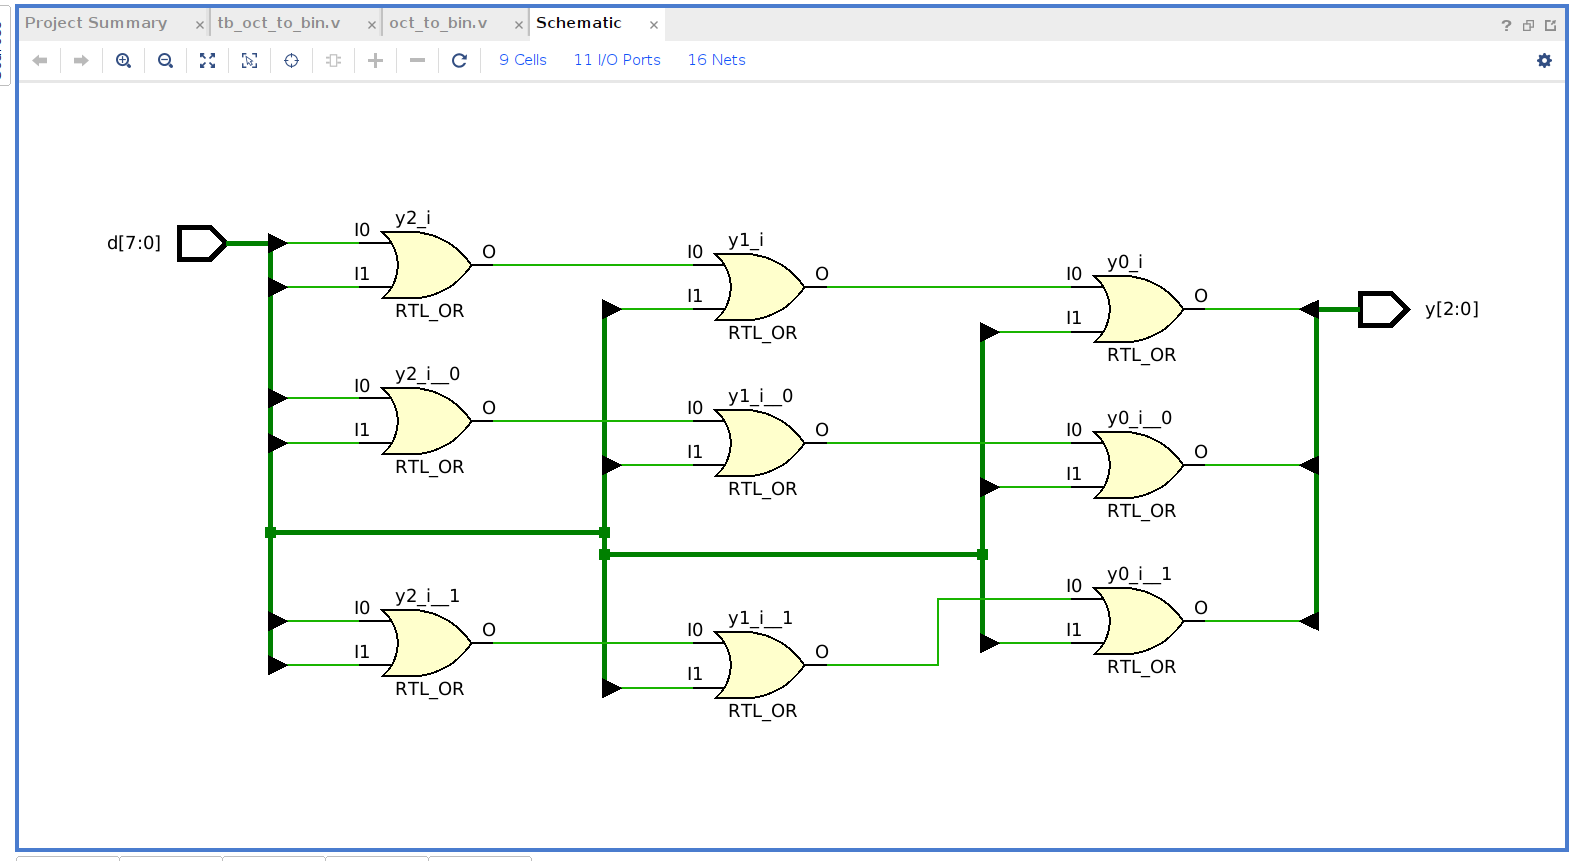 Project Summary × tb_oct_to_bin.v × oct_to_bin.v × Schematic × ?
9 Cells 11 I/O Ports 16 Nets
d[7:0]
y2_i
I0
I1
O
RTL_OR
y1_i
I0
I1
O
RTL_OR
y0_i
I0
I1
O
RTL_OR
y[2:0]
y2_i__0
I0
I1
O
RTL_OR
y1_i__0
I0
I1
O
RTL_OR
y0_i__0
I0
I1
O
RTL_OR
y2_i__1
I0
I1
O
RTL_OR
y1_i__1
I0
I1
O
RTL_OR
y0_i__1
I0
I1
O
RTL_OR